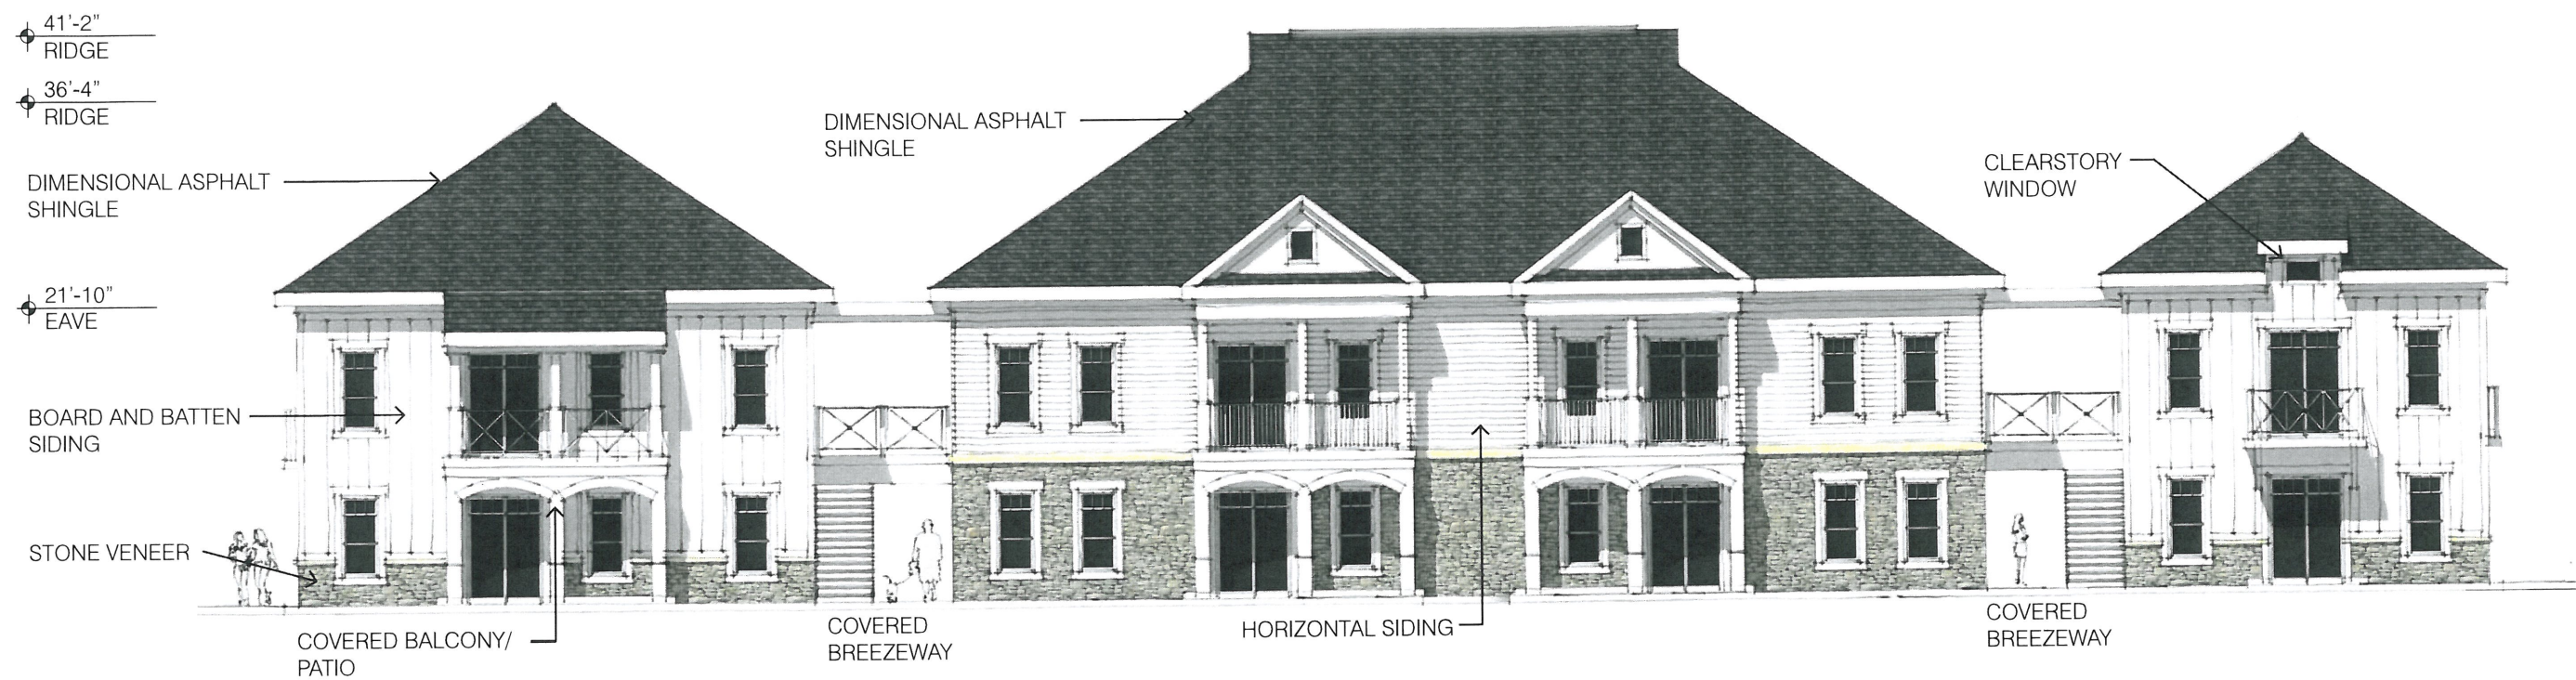 41'-2"
RIDGE
36'-4"
RIDGE
DIMENSIONAL ASPHALT
SHINGLE
DIMENSIONAL ASPHALT
SHINGLE
CLEARSTORY
WINDOW
21'-10"
EAVE
BOARD AND BATTEN
SIDING
STONE VENEER
COVERED BALCONY/
PATIO
COVERED
BREEZEWAY
HORIZONTAL SIDING
COVERED
BREEZEWAY